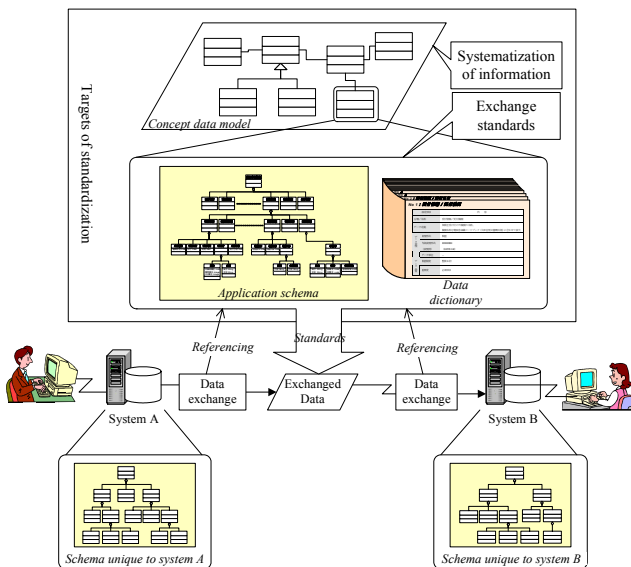 Targets of standardization
Systematization
of information
Concept data model
Exchange
standards
Application schema
Data
dictionary
Referencing
Standards
Referencing
Data
exchange
Exchanged
Data
Data
exchange
System A
System B
Schema unique to system A
Schema unique to system B